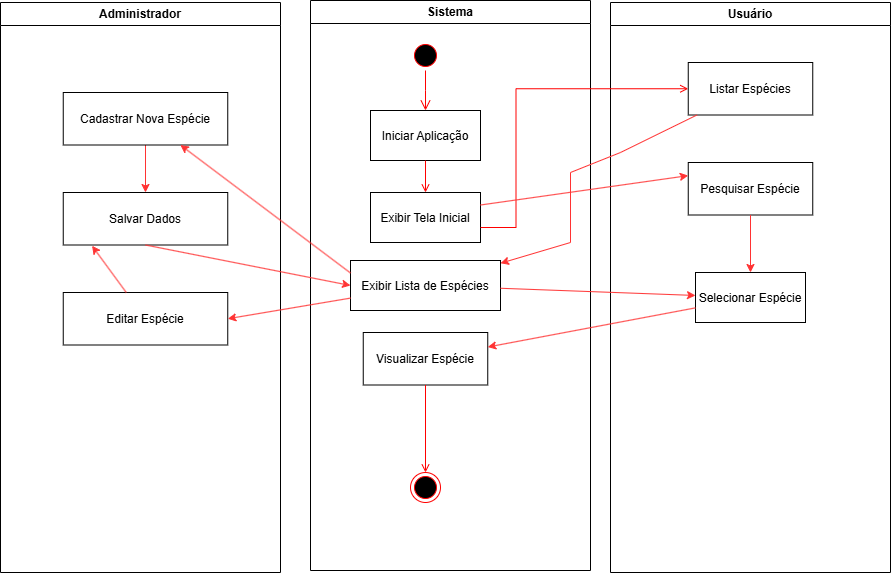 Administrador
Sistema
Usuário
Cadastrar Nova Espécie
Salvar Dados
Editar Espécie
Iniciar Aplicação
Exibir Tela Inicial
Exibir Lista de Espécies
Visualizar Espécie
Listar Espécies
Pesquisar Espécie
Selecionar Espécie